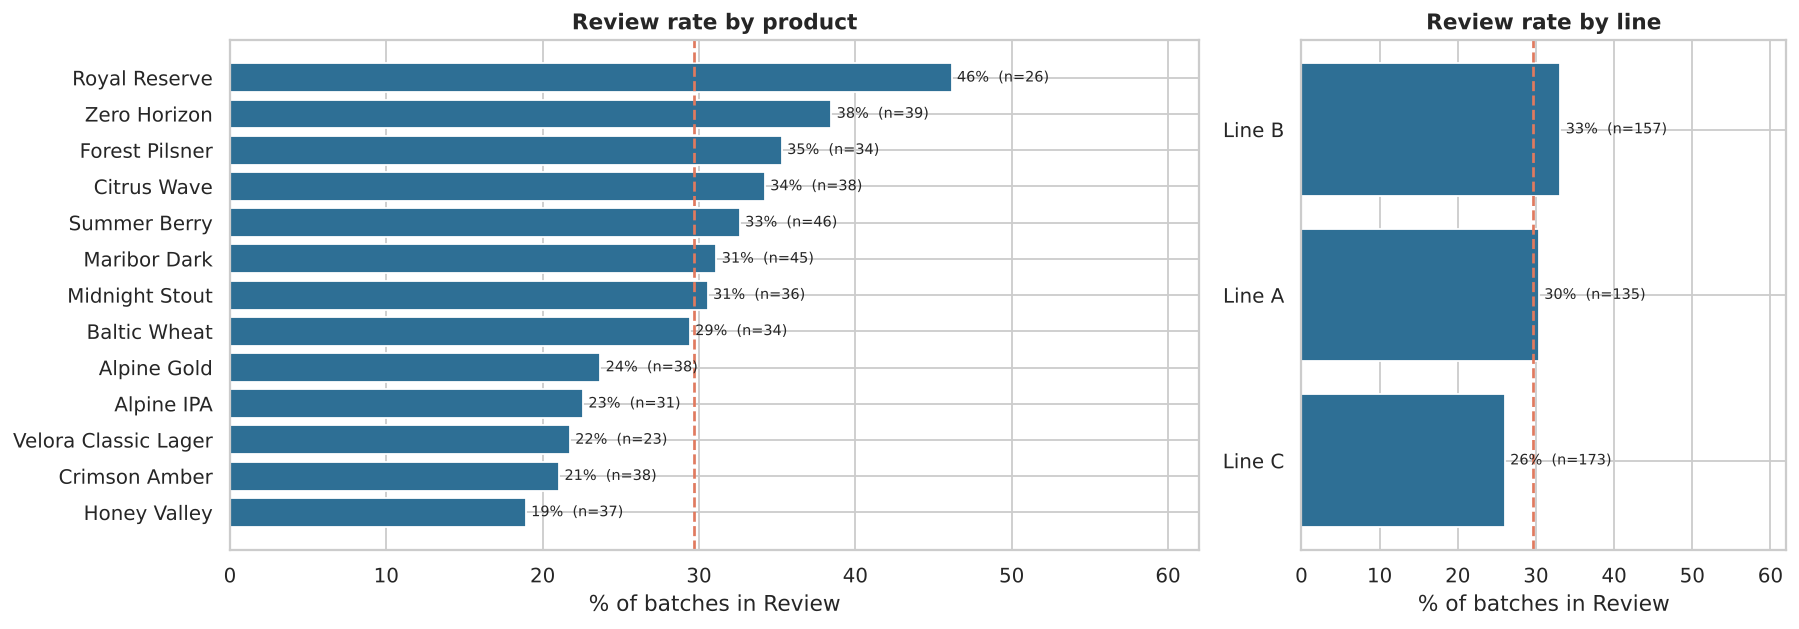 Review rate by product
Royal Reserve 46% (n=26)
Zero Horizon 38% (n=39)
Forest Pilsner 35% (n=34)
Citrus Wave 34% (n=38)
Summer Berry 33% (n=46)
Maribor Dark 31% (n=45)
Midnight Stout 31% (n=36)
Baltic Wheat 29% (n=34)
Alpine Gold 24% (n=38)
Alpine IPA 23% (n=31)
Velora Classic Lager 22% (n=23)
Crimson Amber 21% (n=38)
Honey Valley 19% (n=37)
0 10 20 30 40 50 60
% of batches in Review
Review rate by line
Line B 33% (n=157)
Line A 30% (n=135)
Line C 26% (n=173)
0 10 20 30 40 50 60
% of batches in Review